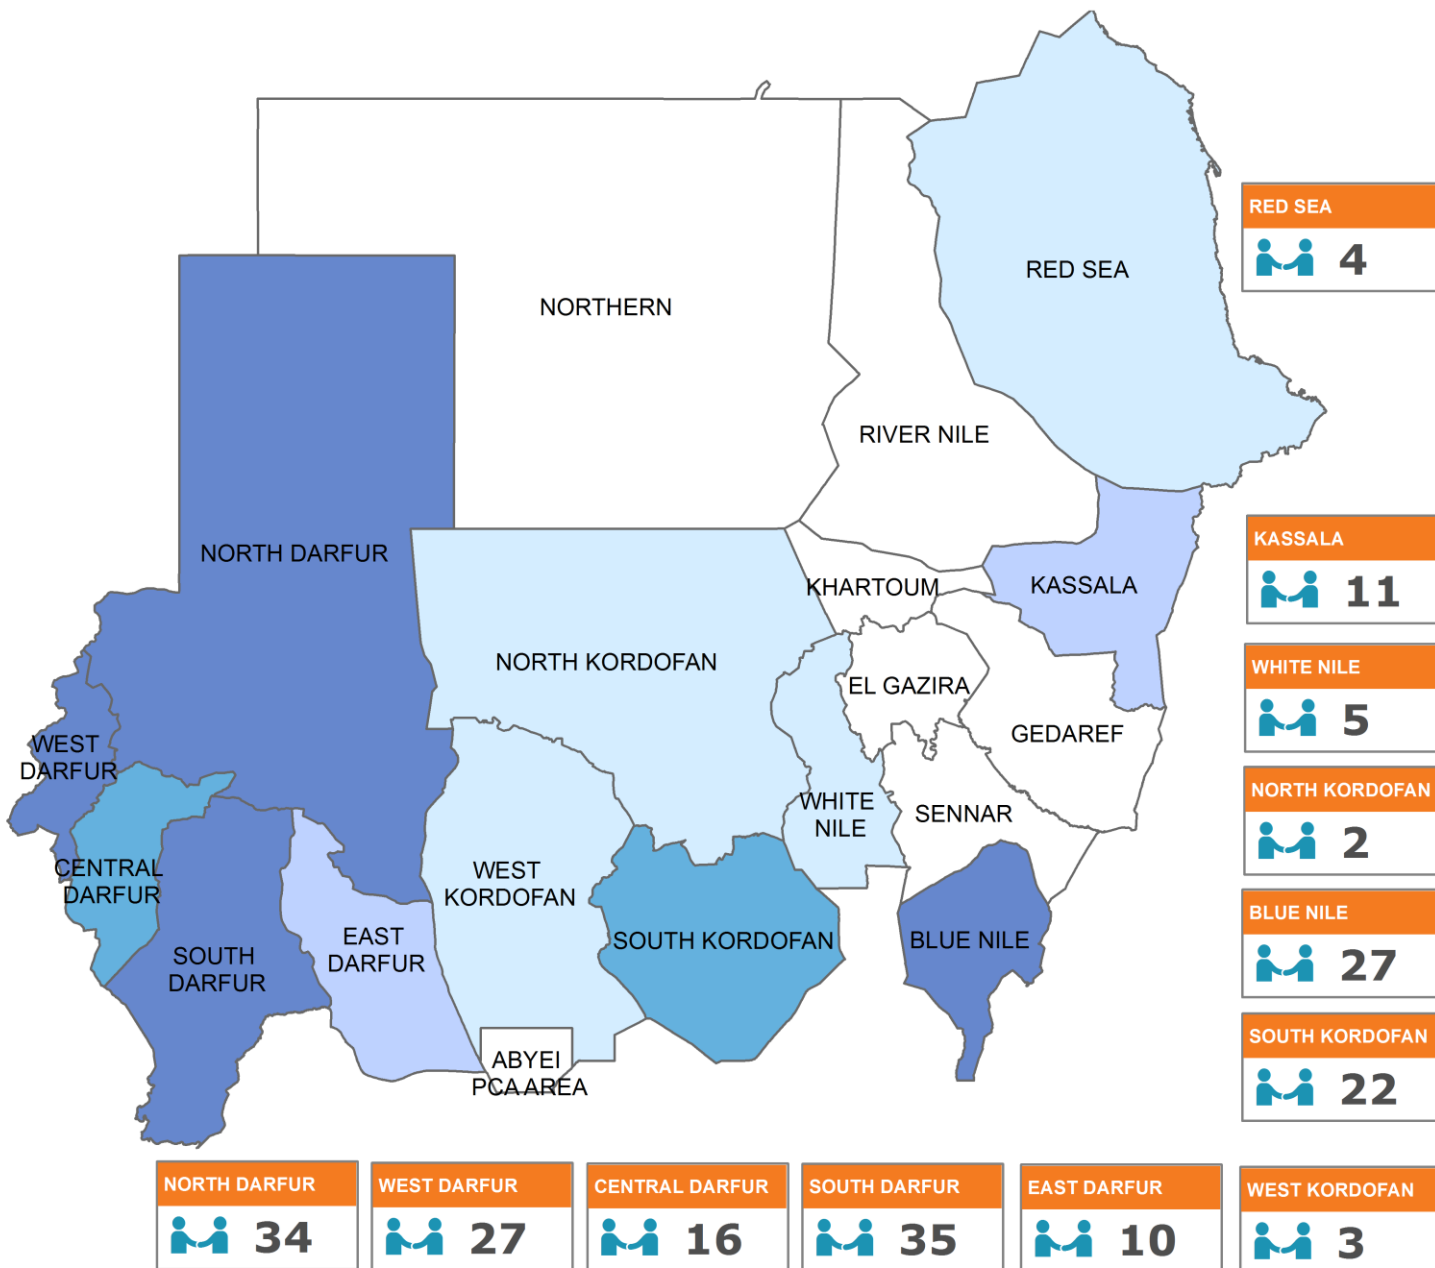 RED SEA
4
RED SEA
NORTHERN
RIVER NILE
KASSALA
11
NORTH DARFUR
KHARTOUM
KASSALA
NORTH KORDOFAN
EL GAZIRA
WHITE NILE
5
GEDAREF
WEST
DARFUR
WHITE
NILE
SENNAR
NORTH KORDOFAN
2
CENTRAL
DARFUR
WEST
KORDOFAN
BLUE NILE
27
EAST
DARFUR
SOUTH KORDOFAN
BLUE NILE
SOUTH
DARFUR
SOUTH KORDOFAN
22
ABYEI
PCA AREA
NORTH DARFUR
34
WEST DARFUR
27
CENTRAL DARFUR
16
SOUTH DARFUR
35
EAST DARFUR
10
WEST KORDOFAN
3